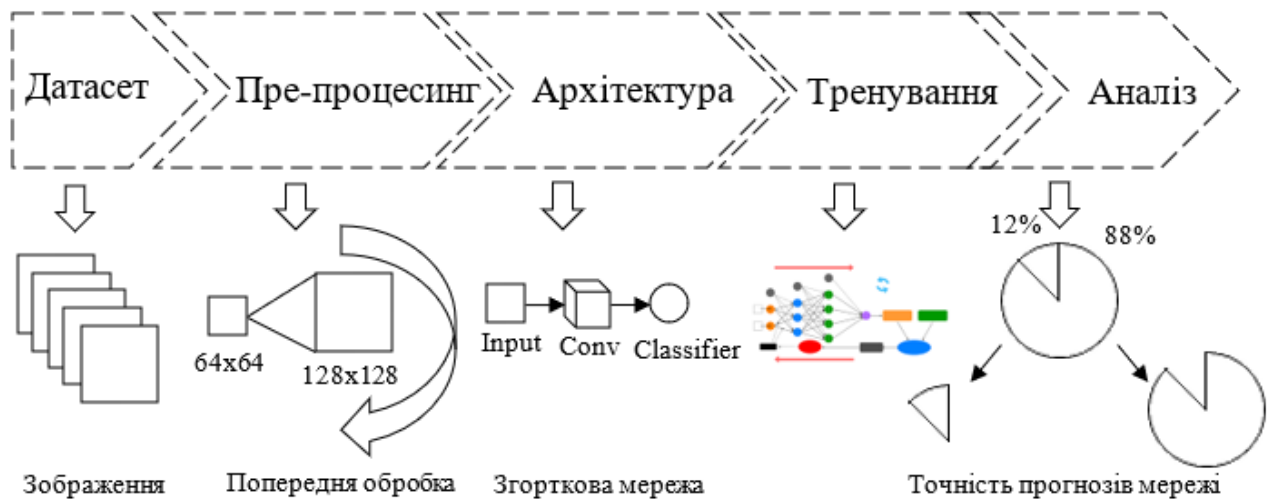 Датасет
Пре-процесинг
Архітектура
Тренування
Аналіз
64x64
128x128
Input
Conv
Classifier
12%
88%
Зображення
Попередня обробка
Згорткова мережа
Точність прогнозів мережі